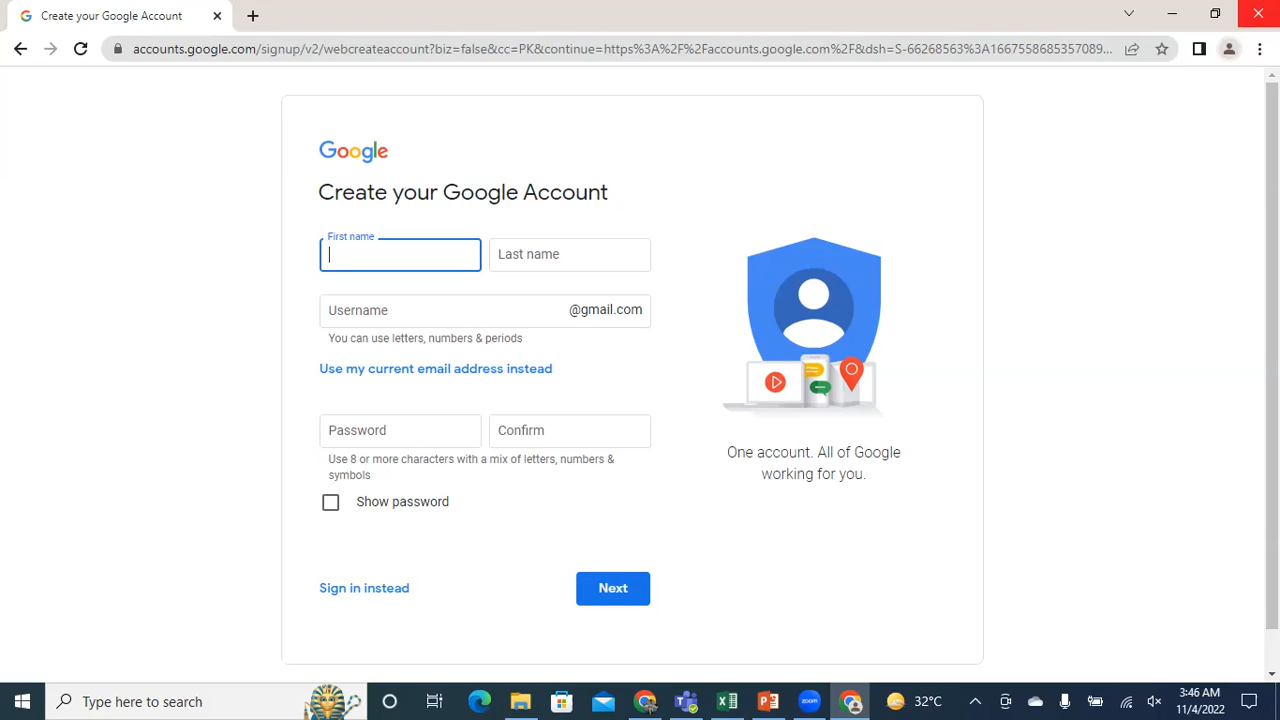 Create your Google Account
accounts.google.com/signup/v2/webcreateaccount?biz=false&cc=PK&continue=https%3A%2F%2Faccounts.google.com%2F&dsh=S-66268563%3A1667558685357089...
Google
Create your Google Account
First name
Last name
Username
@gmail.com
You can use letters, numbers & periods
Use my current email address instead
Password
Confirm
Use 8 or more characters with a mix of letters, numbers &
symbols
Show password
Sign in instead
Next
One account. All of Google
working for you.
Type here to search
zoom
32°C
3:46 AM
11/4/2022